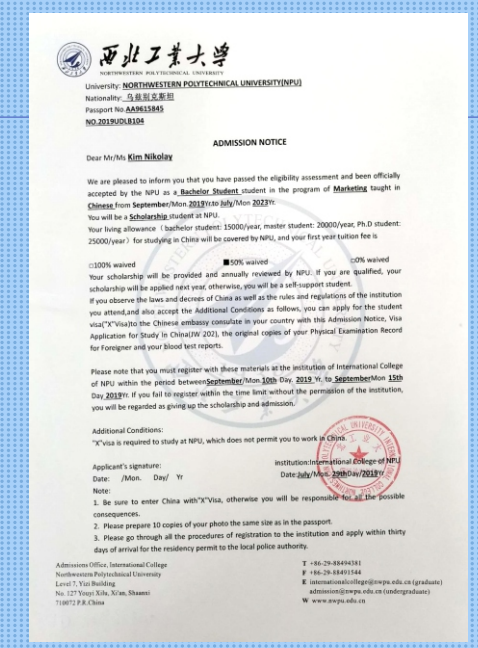 西北工業大学
NORTHWESTERN POLYTECHNICAL UNIVERSITY
University: NORTHWESTERN POLYTECHNICAL UNIVERSITY(NPU)
Nationality: 乌兹别克斯坦
Passport No.AA9615845
NO.2019UDLB104
ADMISSION NOTICE
Dear Mr/Ms Kim Nikolay
We are pleased to inform you that you have passed the eligibility assessment and been officially
accepted by the NPU as a Bachelor Student student in the program of Marketing taught in
Chinese from September/Mon.2019Yr.to July/Mon 2023Yr.
You will be a Scholarship student at NPU.
Your living allowance ( bachelor student: 15000/year, master student: 20000/year, Ph.D student:
25000/year ) for studying in China will be covered by NPU, and your first year tuition fee is
□100% waived ■50% waived □0% waived
Your scholarship will be provided and annually reviewed by NPU. If you are qualified, your
scholarship will be applied next year, otherwise, you will be a self-support student.
If you observe the laws and decrees of China as well as the rules and regulations of the institution
you attend,and also accept the Additional Conditions as follows, you can apply for the student
visa("X"Visa)to the Chinese embassy consulate in your country with this Admission Notice, Visa
Application for Study in China(JW 202), the original copies of your Physical Examination Record
for Foreigner and your blood test reports.
Please note that you must register with these materials at the institution of International College
of NPU within the period betweenSeptember/Mon.10th Day. 2019 Yr. to SeptemberMon 15th
Day 2019Yr. If you fail to register within the time limit without the permission of the institution,
you will be regarded as giving up the scholarship and admission.
Additional Conditions:
"X"visa is required to study at NPU, which does not permit you to work in China.
Applicant's signature: institution:International College of NPU
Date: /Mon. Day/ Yr Date:July/Mon. 29thDay/2019Yr.
Note:
1. Be sure to enter China with"X"Visa, otherwise you will be responsible for all the possible
consequences.
2. Please prepare 10 copies of your photo the same size as in the passport.
3. Please go through all the procedures of registration to the institution and apply within thirty
days of arrival for the residency permit to the local police authority.
Admissions Office, International College
Northwestern Polytechnical University
Level 7, Yizi Building
No. 127 Youyi Xilu, Xi'an, Shaanxi
710072 P.R.China
T +86-29-88494381
F +86-29-88491544
E internationalcollege@nwpu.edu.cn (graduate)
admission@nwpu.edu.cn (undergraduate)
W www.nwpu.edu.cn